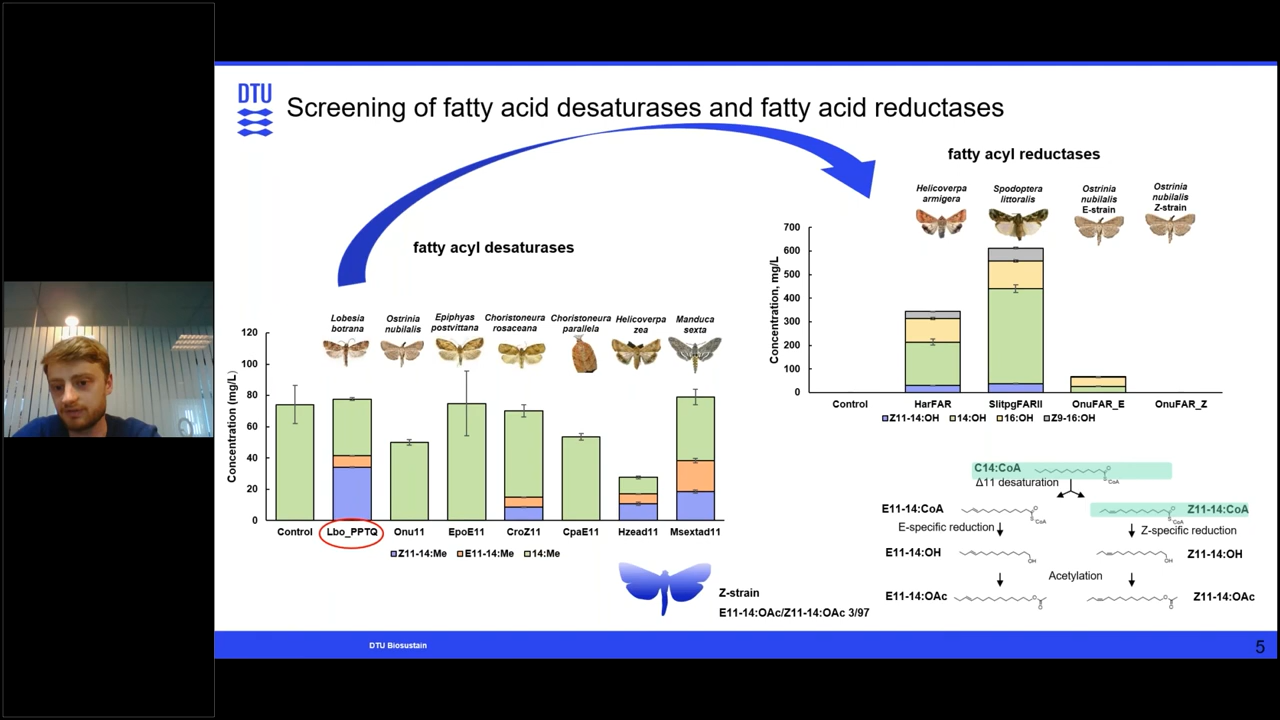 DTU
Screening of fatty acid desaturases and fatty acid reductases
fatty acyl desaturases
Lobesia botrana
Ostrinia nubilalis
Epiphyas postvittana
Choristoneura rosaceana
Choristoneura parallela
Helicoverpa zea
Manduca sexta
Concentration (mg/L)
120
100
80
60
40
20
0
Control
Lbo_PPTQ
Onu11
EpoE11
CroZ11
CpaE11
Hzead11
Msextad11
Z11-14:Me
E11-14:Me
14:Me
Z-strain
E11-14:OAc/Z11-14:OAc 3/97
fatty acyl reductases
Helicoverpa armigera
Spodoptera littoralis
Ostrinia nubilalis E-strain
Ostrinia nubilalis Z-strain
Concentration, mg/L
700
600
500
400
300
200
100
0
Control
HarFAR
SlitpgFARII
OnuFAR_E
OnuFAR_Z
Z11-14:OH
14:OH
16:OH
Z9-16:OH
C14:CoA
O
S
CoA
Δ11 desaturation
E11-14:CoA
O
S
CoA
Z11-14:CoA
O
S
CoA
E-specific reduction
Z-specific reduction
E11-14:OH
OH
Z11-14:OH
OH
Acetylation
E11-14:OAc
O
O
Z11-14:OAc
O
O
DTU Biosustain
5